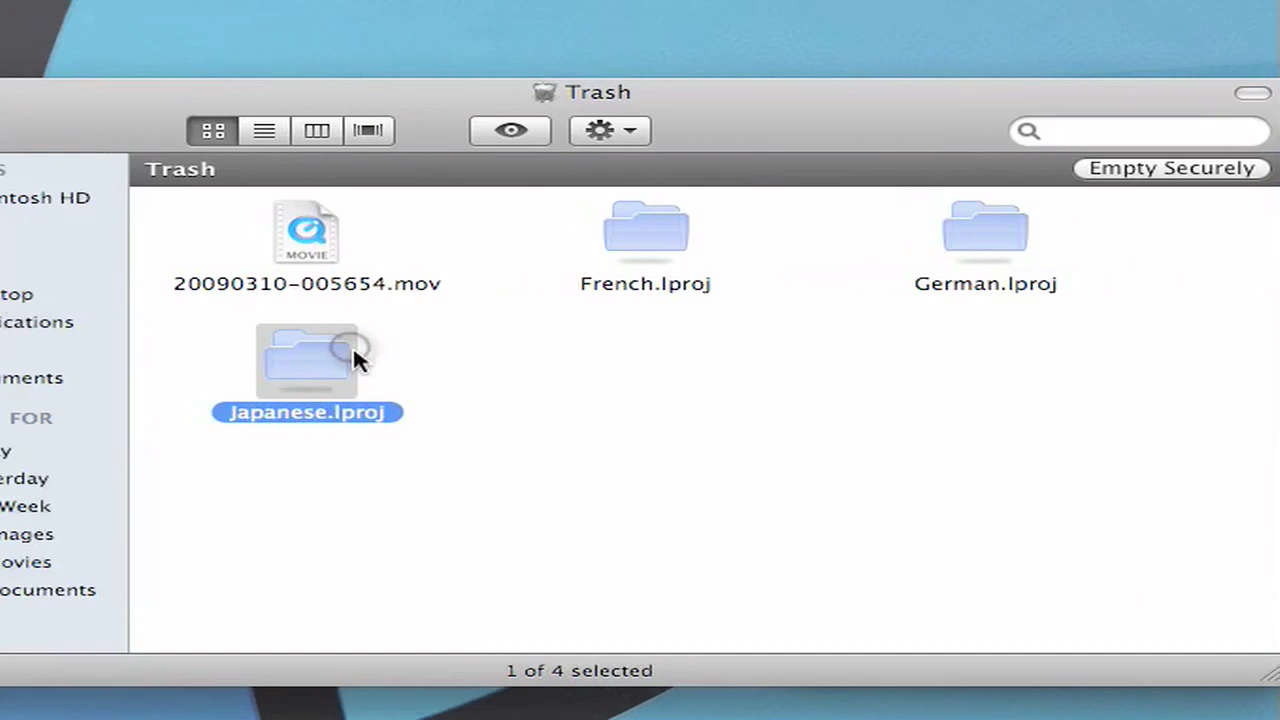 Trash
Trash
Empty Securely
S
ntosh HD
top
ications
uments
FOR
y
erday
Week
nages
ovies
ocuments
MOVIE
20090310-005654.mov
French.lproj
German.lproj
Japanese.lproj
1 of 4 selected